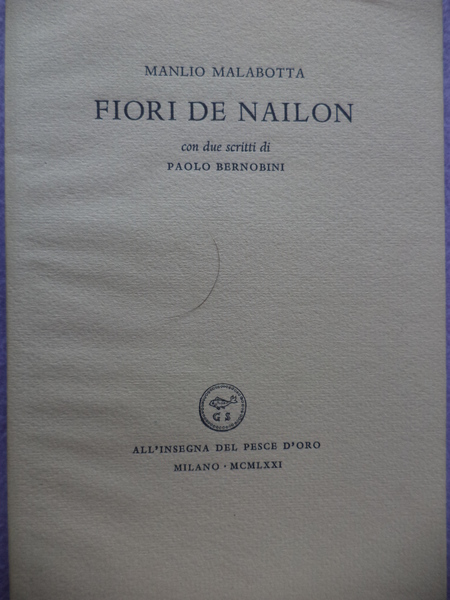 MANLIO MALABOTTA
FIORI DE NAILON
con due scritti di
PAOLO BERNOBINI
G S
ALL'INSEGNA DEL PESCE D'ORO
MILANO · MCMLXXI